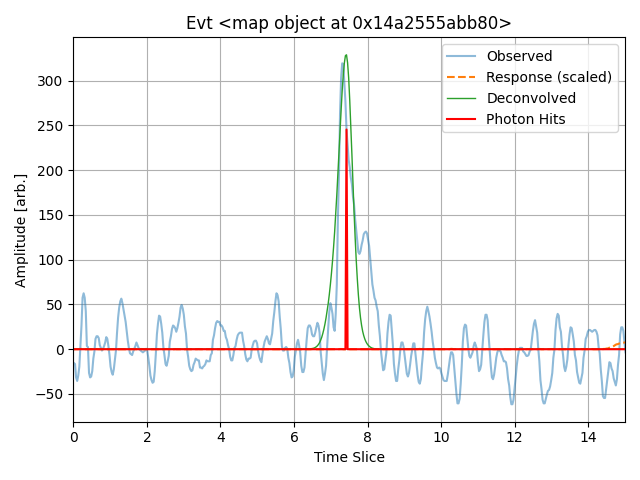 Evt <map object at 0x14a2555abb80>
Observed
Response (scaled)
Deconvolved
Photon Hits
Amplitude [arb.]
300
250
200
150
100
50
0
−50
0 2 4 6 8 10 12 14
Time Slice